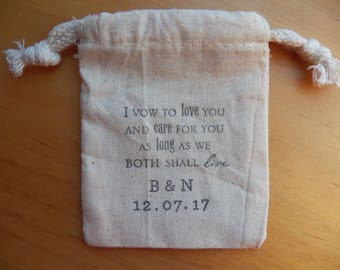 I VOW TO love YOU
AND care FOR YOU
AS long AS WE
BOTH SHALL live
B & N
12.07.17